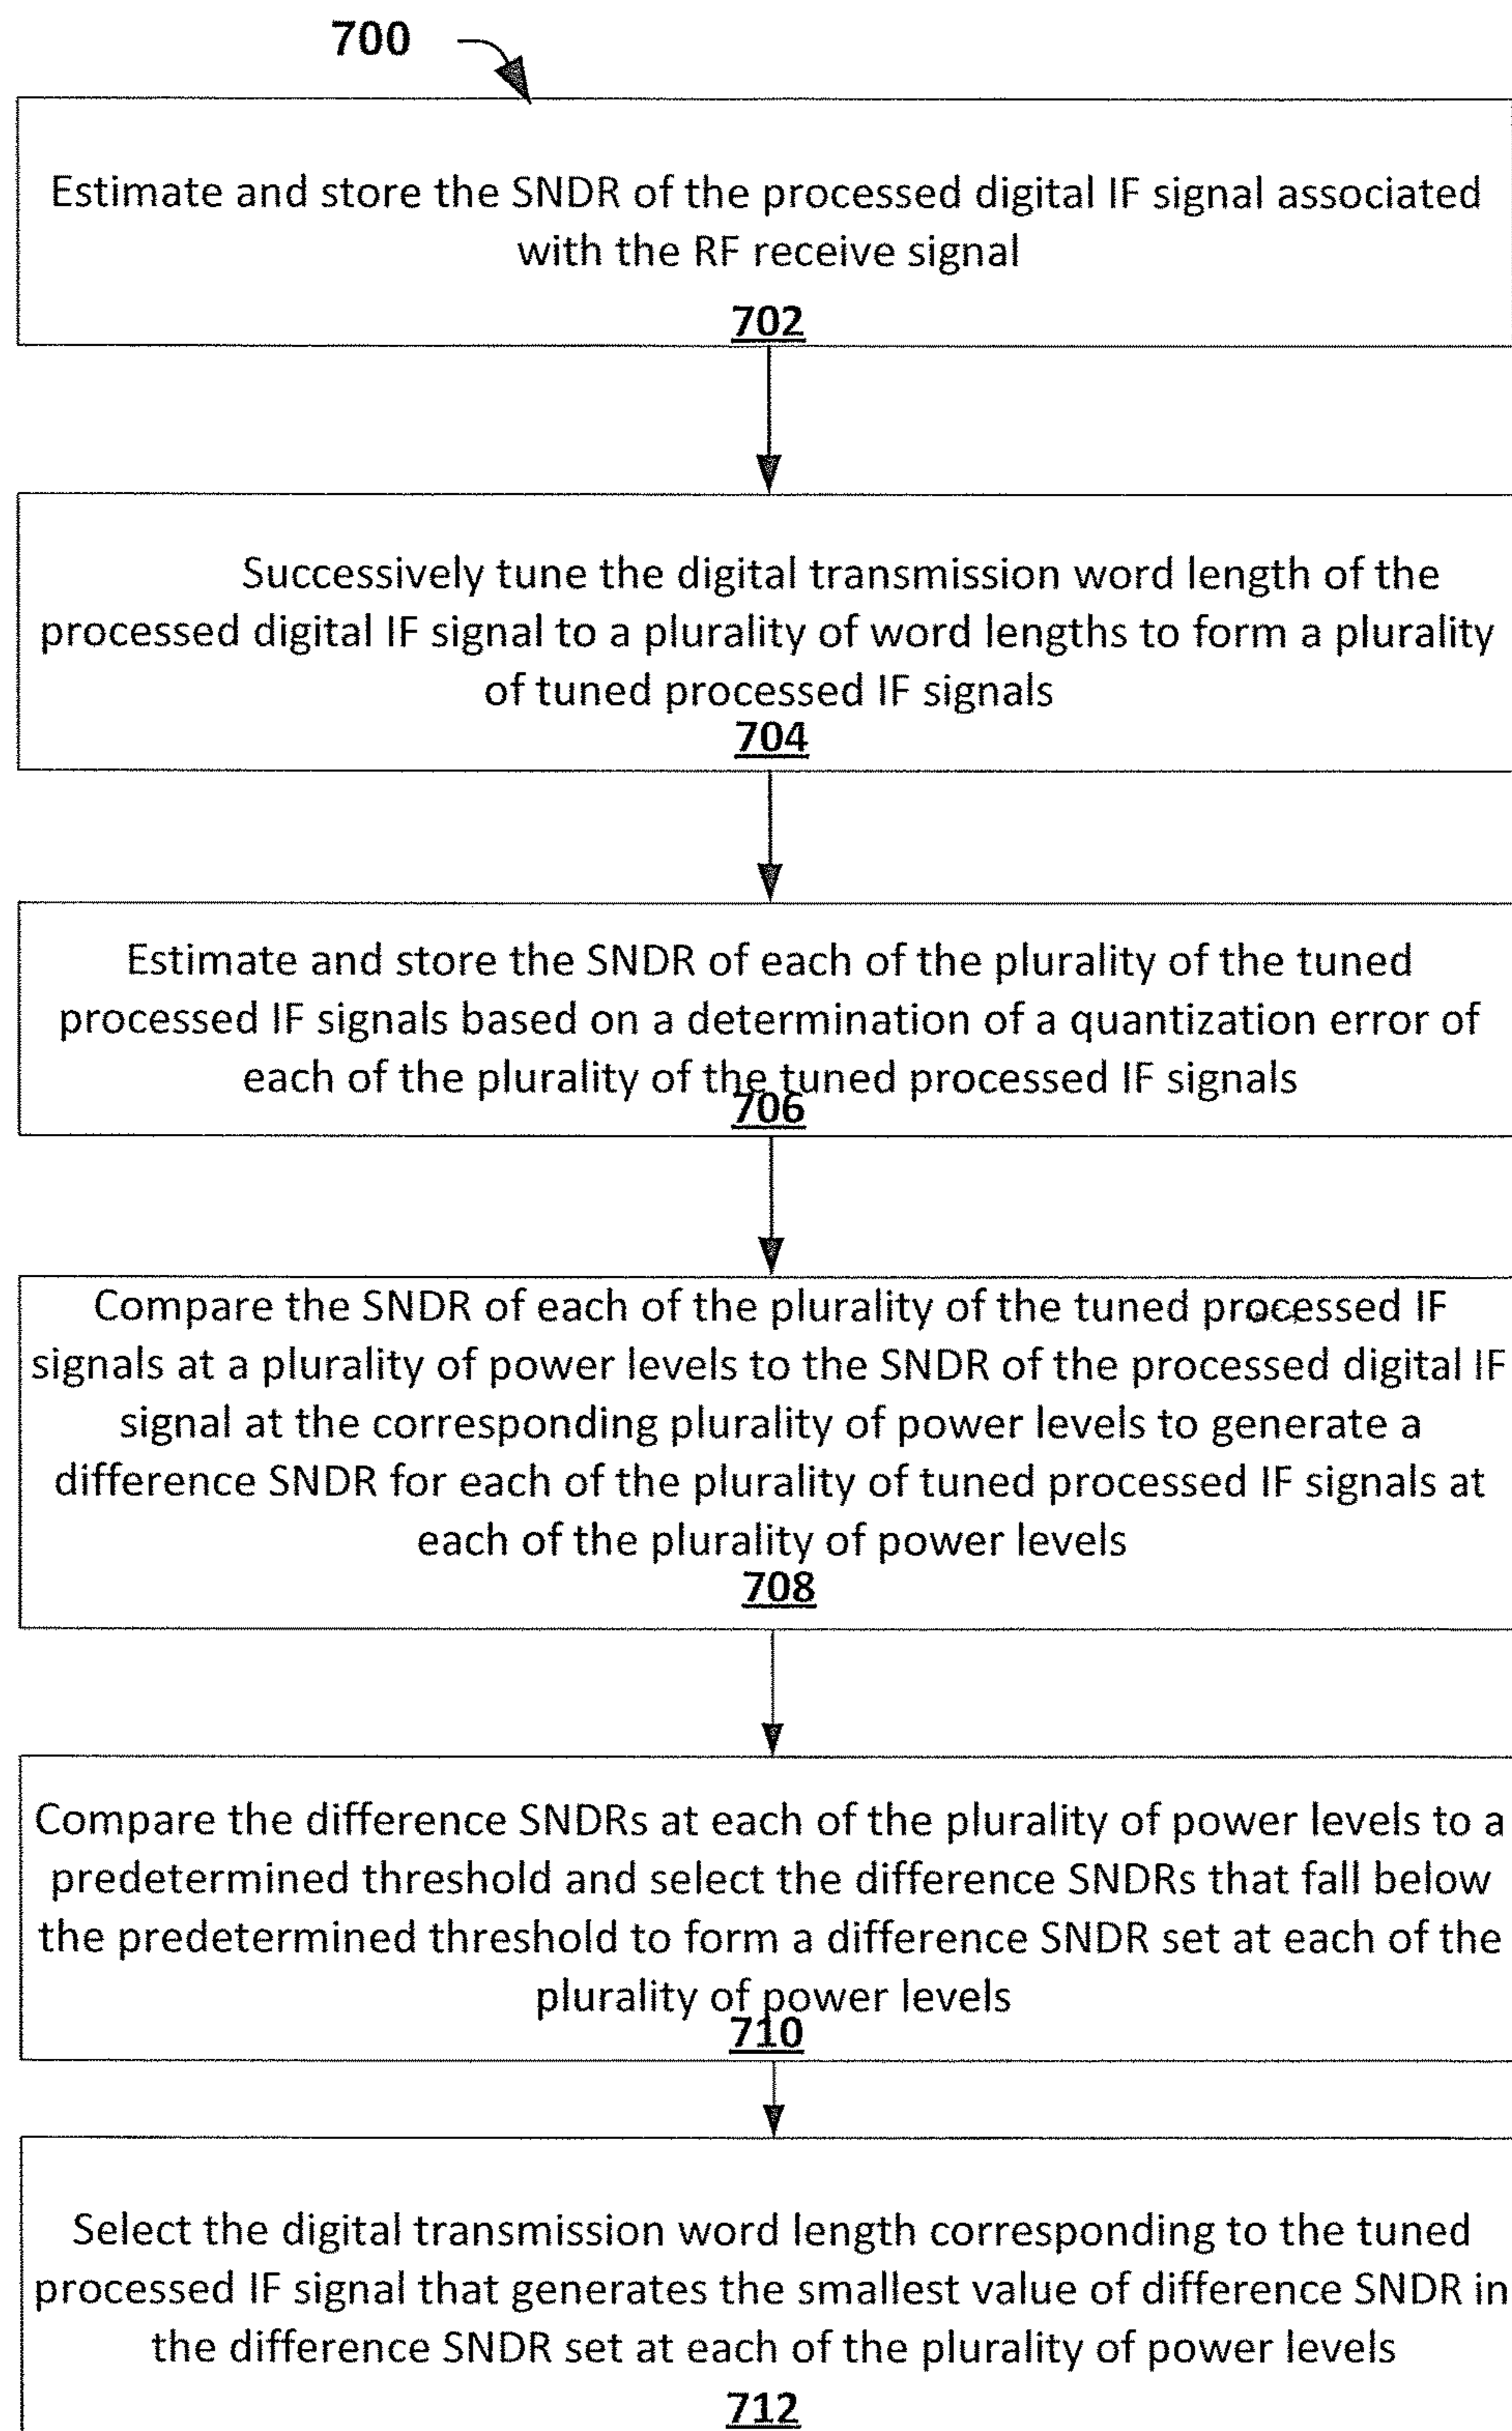 700
Estimate and store the SNDR of the processed digital IF signal associated
with the RF receive signal
702
Successively tune the digital transmission word length of the
processed digital IF signal to a plurality of word lengths to form a plurality
of tuned processed IF signals
704
Estimate and store the SNDR of each of the plurality of the tuned
processed IF signals based on a determination of a quantization error of
each of the plurality of the tuned processed IF signals
706
Compare the SNDR of each of the plurality of the tuned processed IF
signals at a plurality of power levels to the SNDR of the processed digital IF
signal at the corresponding plurality of power levels to generate a
difference SNDR for each of the plurality of tuned processed IF signals at
each of the plurality of power levels
708
Compare the difference SNDRs at each of the plurality of power levels to a
predetermined threshold and select the difference SNDRs that fall below
the predetermined threshold to form a difference SNDR set at each of the
plurality of power levels
710
Select the digital transmission word length corresponding to the tuned
processed IF signal that generates the smallest value of difference SNDR in
the difference SNDR set at each of the plurality of power levels
712